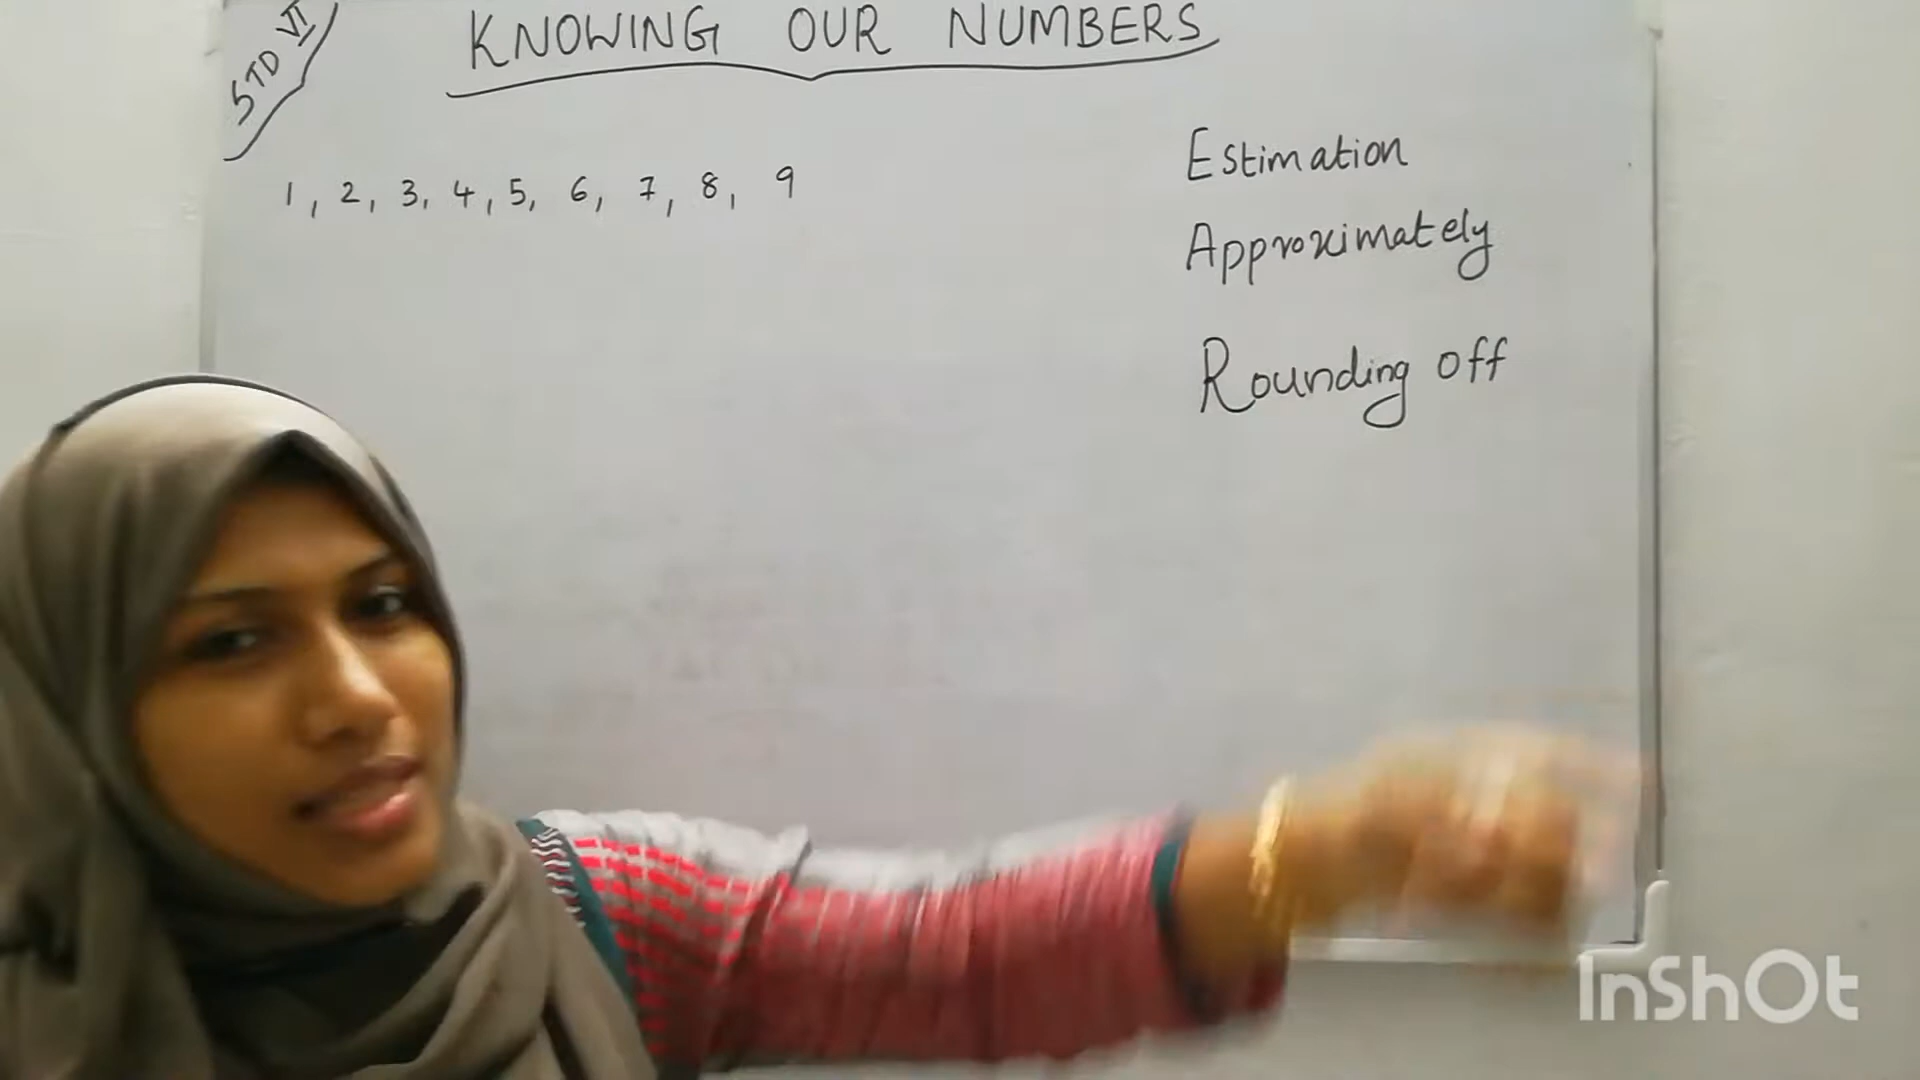 STD VI
KNOWING OUR NUMBERS
1, 2, 3, 4, 5, 6, 7, 8, 9
Estimation
Approximately
Rounding off
InShOt